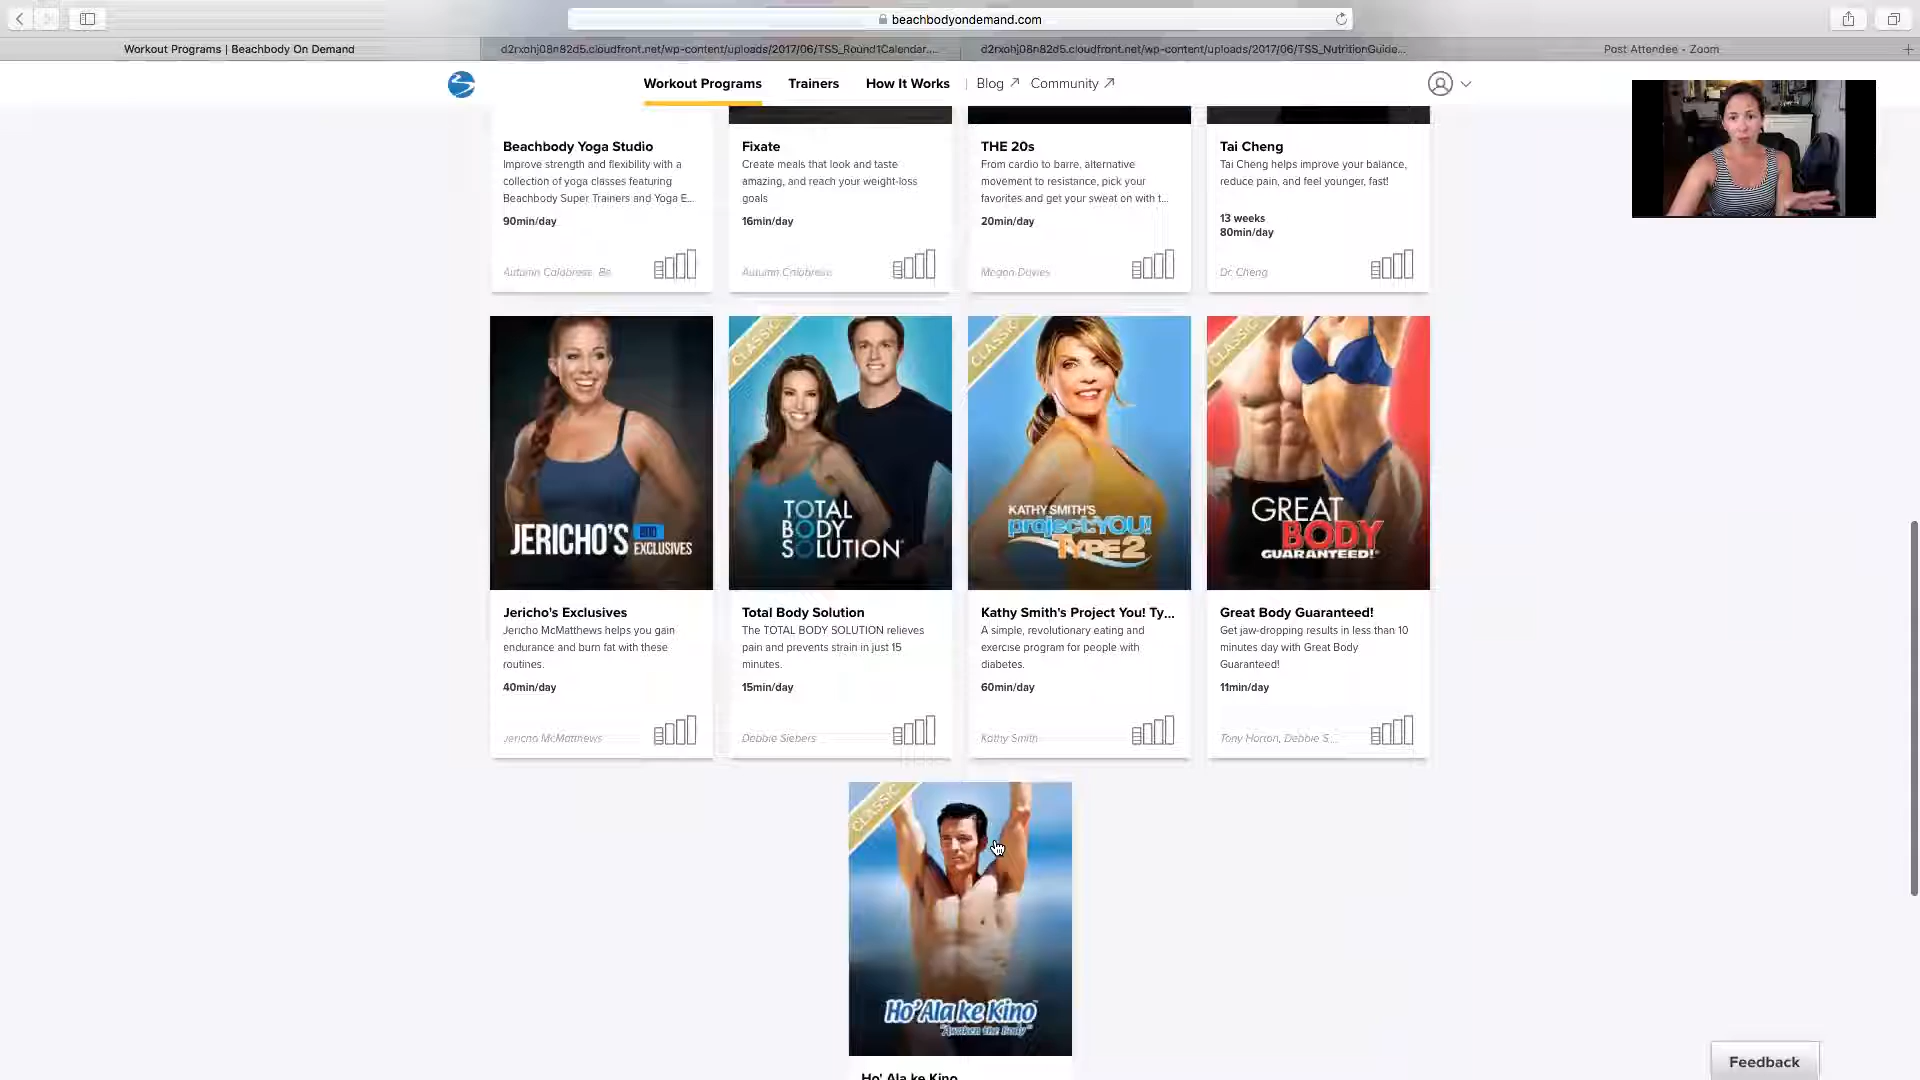 beachbodyondemand.com
Workout Programs | Beachbody On Demand
d2rxohj08n82d5.cloudfront.net/wp-content/uploads/2017/06/TSS_Round1Calendar....
d2rxohj08n82d5.cloudfront.net/wp-content/uploads/2017/06/TSS_NutritionGuide...
Post Attendee - Zoom
Workout Programs
Trainers
How It Works
Blog
Community
Beachbody Yoga Studio
Improve strength and flexibility with a
collection of yoga classes featuring
Beachbody Super Trainers and Yoga E...
90min/day
Autumn Calabrese, Be
Fixate
Create meals that look and taste
amazing, and reach your weight-loss
goals
16min/day
Autumn Calabrese
THE 20s
From cardio to barre, alternative
movement to resistance, pick your
favorites and get your sweat on with t...
20min/day
Megan Davies
Tai Cheng
Tai Cheng helps improve your balance,
reduce pain, and feel younger, fast!
13 weeks
80min/day
Dr. Cheng
JERICHO'S
EXCLUSIVES
Jericho's Exclusives
Jericho McMatthews helps you gain
endurance and burn fat with these
routines.
40min/day
Jericho McMatthews
CLASSIC
TOTAL
BODY
SOLUTION
Total Body Solution
The TOTAL BODY SOLUTION relieves
pain and prevents strain in just 15
minutes.
15min/day
Debbie Siebers
CLASSIC
KATHY SMITH'S
project:YOU!
TYPE 2
Kathy Smith's Project You! Ty...
A simple, revolutionary eating and
exercise program for people with
diabetes.
60min/day
Kathy Smith
CLASSIC
GREAT
BODY
GUARANTEED!
Great Body Guaranteed!
Get jaw-dropping results in less than 10
minutes day with Great Body
Guaranteed!
11min/day
Tony Horton, Debbie S...
CLASSIC
Ho'Ala ke Kino
"Awaken the Body"
Ho' Ala ke Kino
Feedback